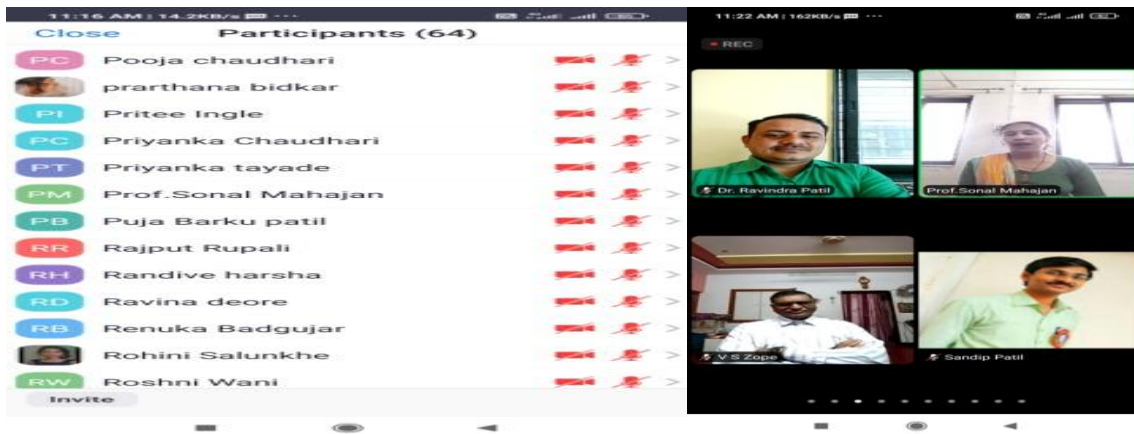 11:16 AM | 14.2KB/s
Close Participants (64)
PC Pooja chaudhari
prarthana bidkar
PI Pritee Ingle
PC Priyanka Chaudhari
PT Priyanka tayade
PM Prof.Sonal Mahajan
PB Puja Barku patil
RR Rajput Rupali
RH Randive harsha
RD Ravina deore
RB Renuka Badgujar
Rohini Salunkhe
RW Roshni Wani
Invite
11:22 AM | 162KB/s
REC
Dr. Ravindra Patil
Prof.Sonal Mahajan
V S Zope
Sandip Patil